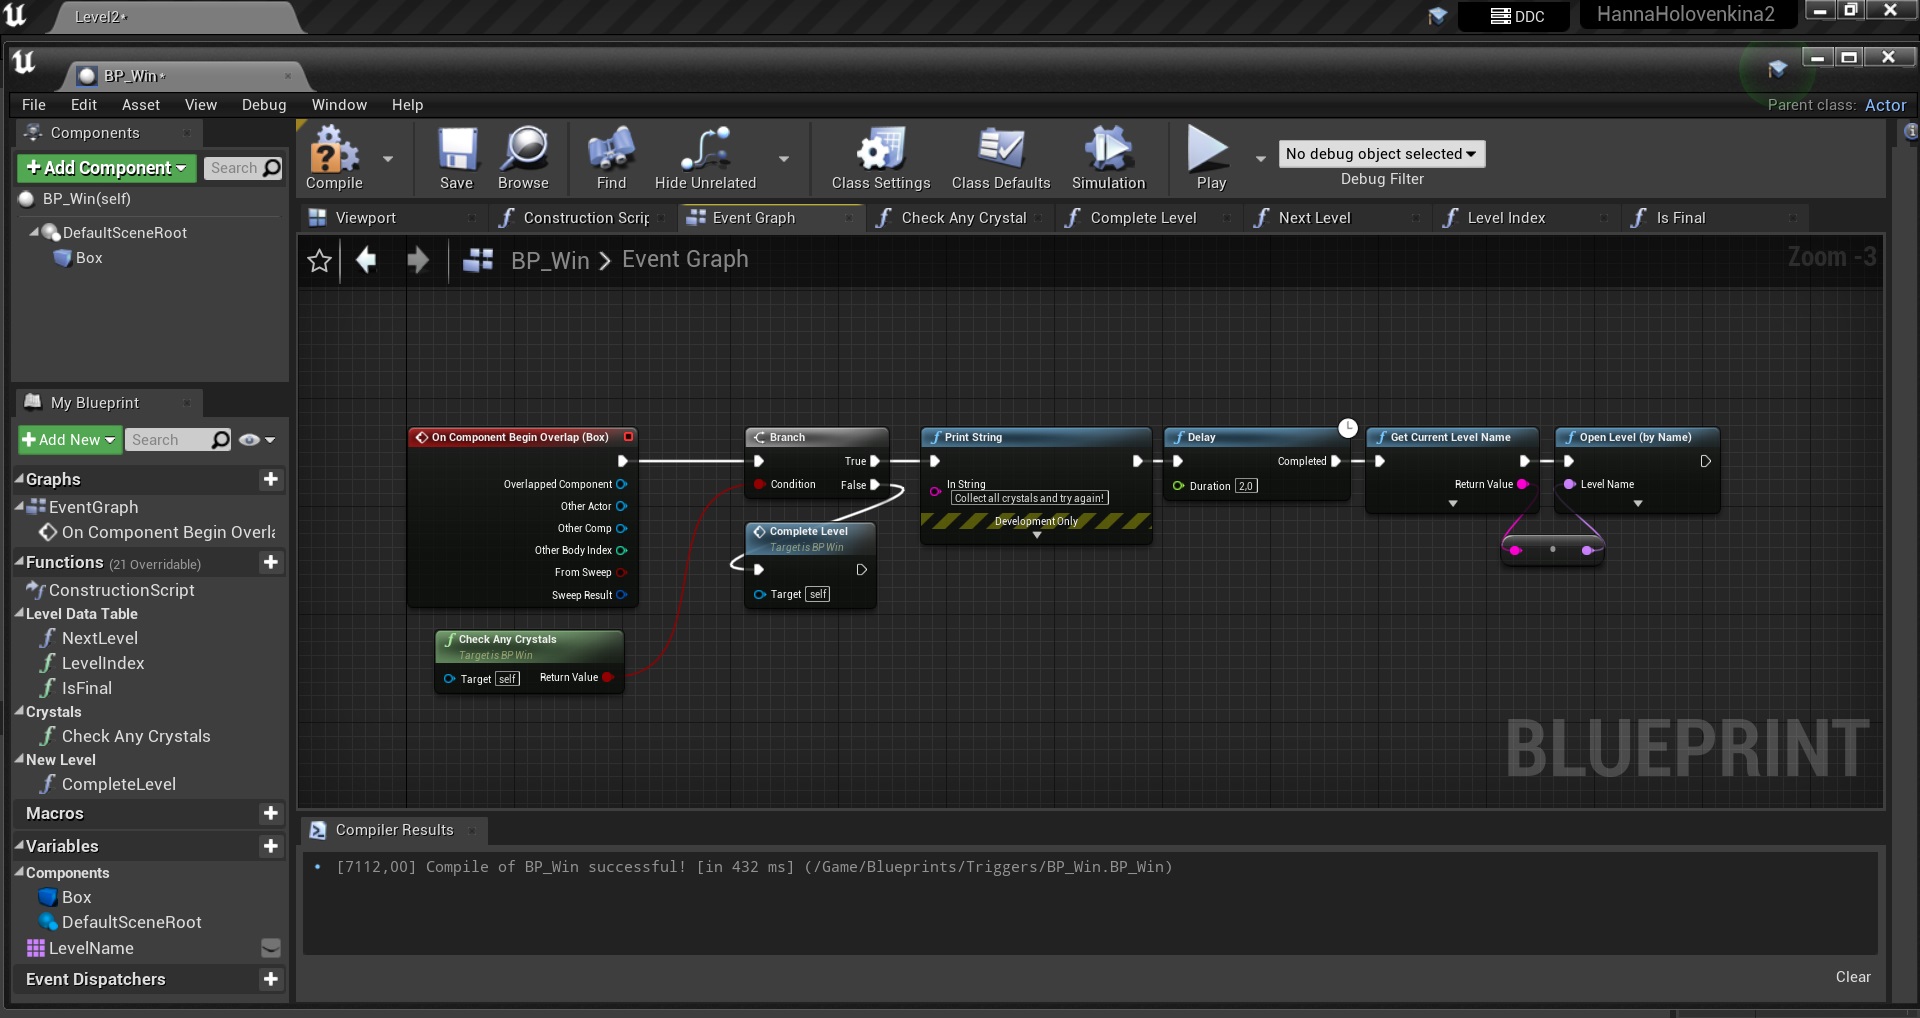 Level2*
DDC
HannaHolovenkina2
BP_Win*
File Edit Asset View Debug Window Help
Parent class: Actor
Components
+Add Component
Search
BP_Win(self)
DefaultSceneRoot
Box
Compile
Save
Browse
Find
Hide Unrelated
Class Settings
Class Defaults
Simulation
Play
No debug object selected
Debug Filter
Viewport
Construction Scrip
Event Graph
Check Any Crystal
Complete Level
Next Level
Level Index
Is Final
BP_Win > Event Graph
Zoom -3
My Blueprint
+Add New
Search
Graphs
EventGraph
On Component Begin Overla
Functions (21 Overridable)
ConstructionScript
Level Data Table
NextLevel
LevelIndex
IsFinal
Crystals
Check Any Crystals
New Level
CompleteLevel
Macros
Variables
Components
Box
DefaultSceneRoot
LevelName
Event Dispatchers
On Component Begin Overlap (Box)
Overlapped Component
Other Actor
Other Comp
Other Body Index
From Sweep
Sweep Result
Check Any Crystals
Target is BP Win
Target self
Return Value
Branch
True
Condition
False
Complete Level
Target is BP Win
Target self
Print String
In String
Collect all crystals and try again!
Development Only
Delay
Completed
Duration 2,0
Get Current Level Name
Return Value
Open Level (by Name)
Level Name
BLUEPRINT
Compiler Results
• [7112,00] Compile of BP_Win successful! [in 432 ms] (/Game/Blueprints/Triggers/BP_Win.BP_Win)
Clear